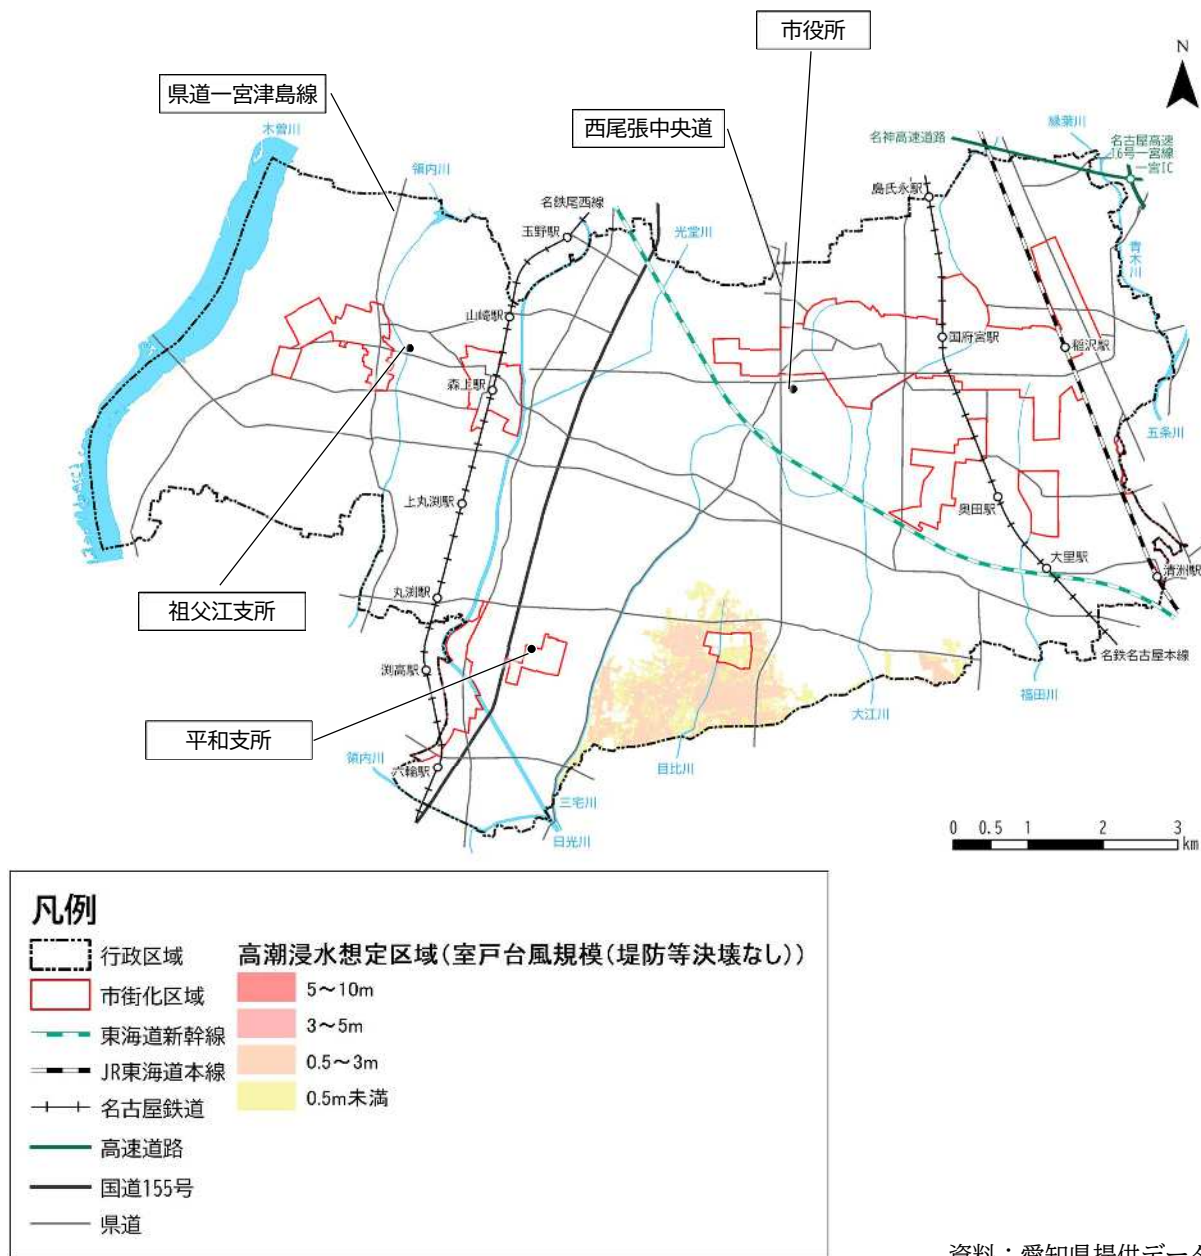 市役所
N
県道一宮津島線
西尾張中央道
木曽川
領内川
名鉄尾西線
玉野駅
光堂川
島氏永駅
名神高速道路
縁葉川
名古屋高速
16号一宮線
一宮IC
青木川
山崎駅
国府宮駅
稲沢駅
森上駅
五条川
上丸渕駅
奥田駅
大里駅
清洲駅
祖父江支所
丸渕駅
渕高駅
名鉄名古屋本線
福田川
大江川
平和支所
領内川
六輪駅
目比川
三宅川
日光川
0 0.5 1 2 3
km
凡例
行政区域
市街化区域
東海道新幹線
JR東海道本線
名古屋鉄道
高速道路
国道155号
県道
高潮浸水想定区域(室戸台風規模(堤防等決壊なし))
5～10m
3～5m
0.5～3m
0.5m未満
資料：愛知県提供データ